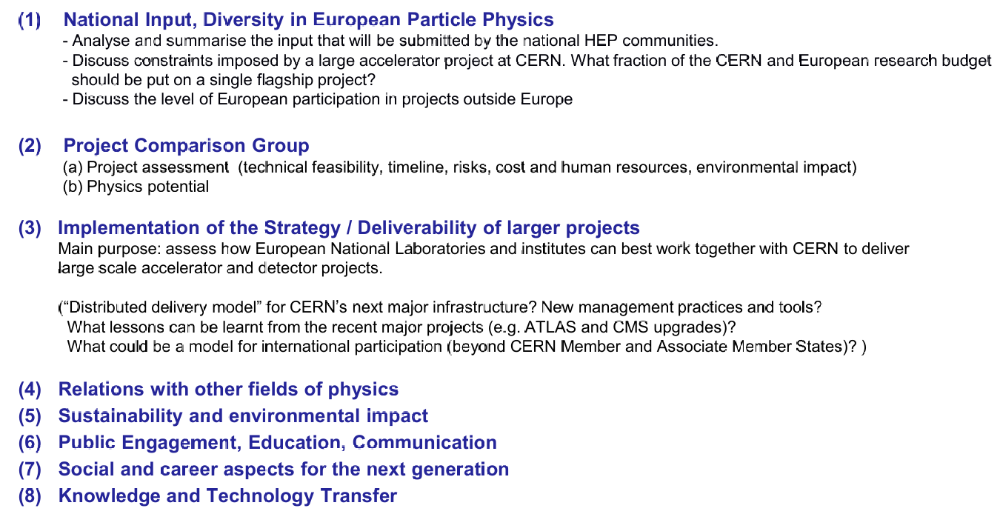 (1) National Input, Diversity in European Particle Physics
- Analyse and summarise the input that will be submitted by the national HEP communities.
- Discuss constraints imposed by a large accelerator project at CERN. What fraction of the CERN and European research budget
should be put on a single flagship project?
- Discuss the level of European participation in projects outside Europe
(2) Project Comparison Group
(a) Project assessment (technical feasibility, timeline, risks, cost and human resources, environmental impact)
(b) Physics potential
(3) Implementation of the Strategy / Deliverability of larger projects
Main purpose: assess how European National Laboratories and institutes can best work together with CERN to deliver
large scale accelerator and detector projects.
(“Distributed delivery model” for CERN’s next major infrastructure? New management practices and tools?
What lessons can be learnt from the recent major projects (e.g. ATLAS and CMS upgrades)?
What could be a model for international participation (beyond CERN Member and Associate Member States)? )
(4) Relations with other fields of physics
(5) Sustainability and environmental impact
(6) Public Engagement, Education, Communication
(7) Social and career aspects for the next generation
(8) Knowledge and Technology Transfer